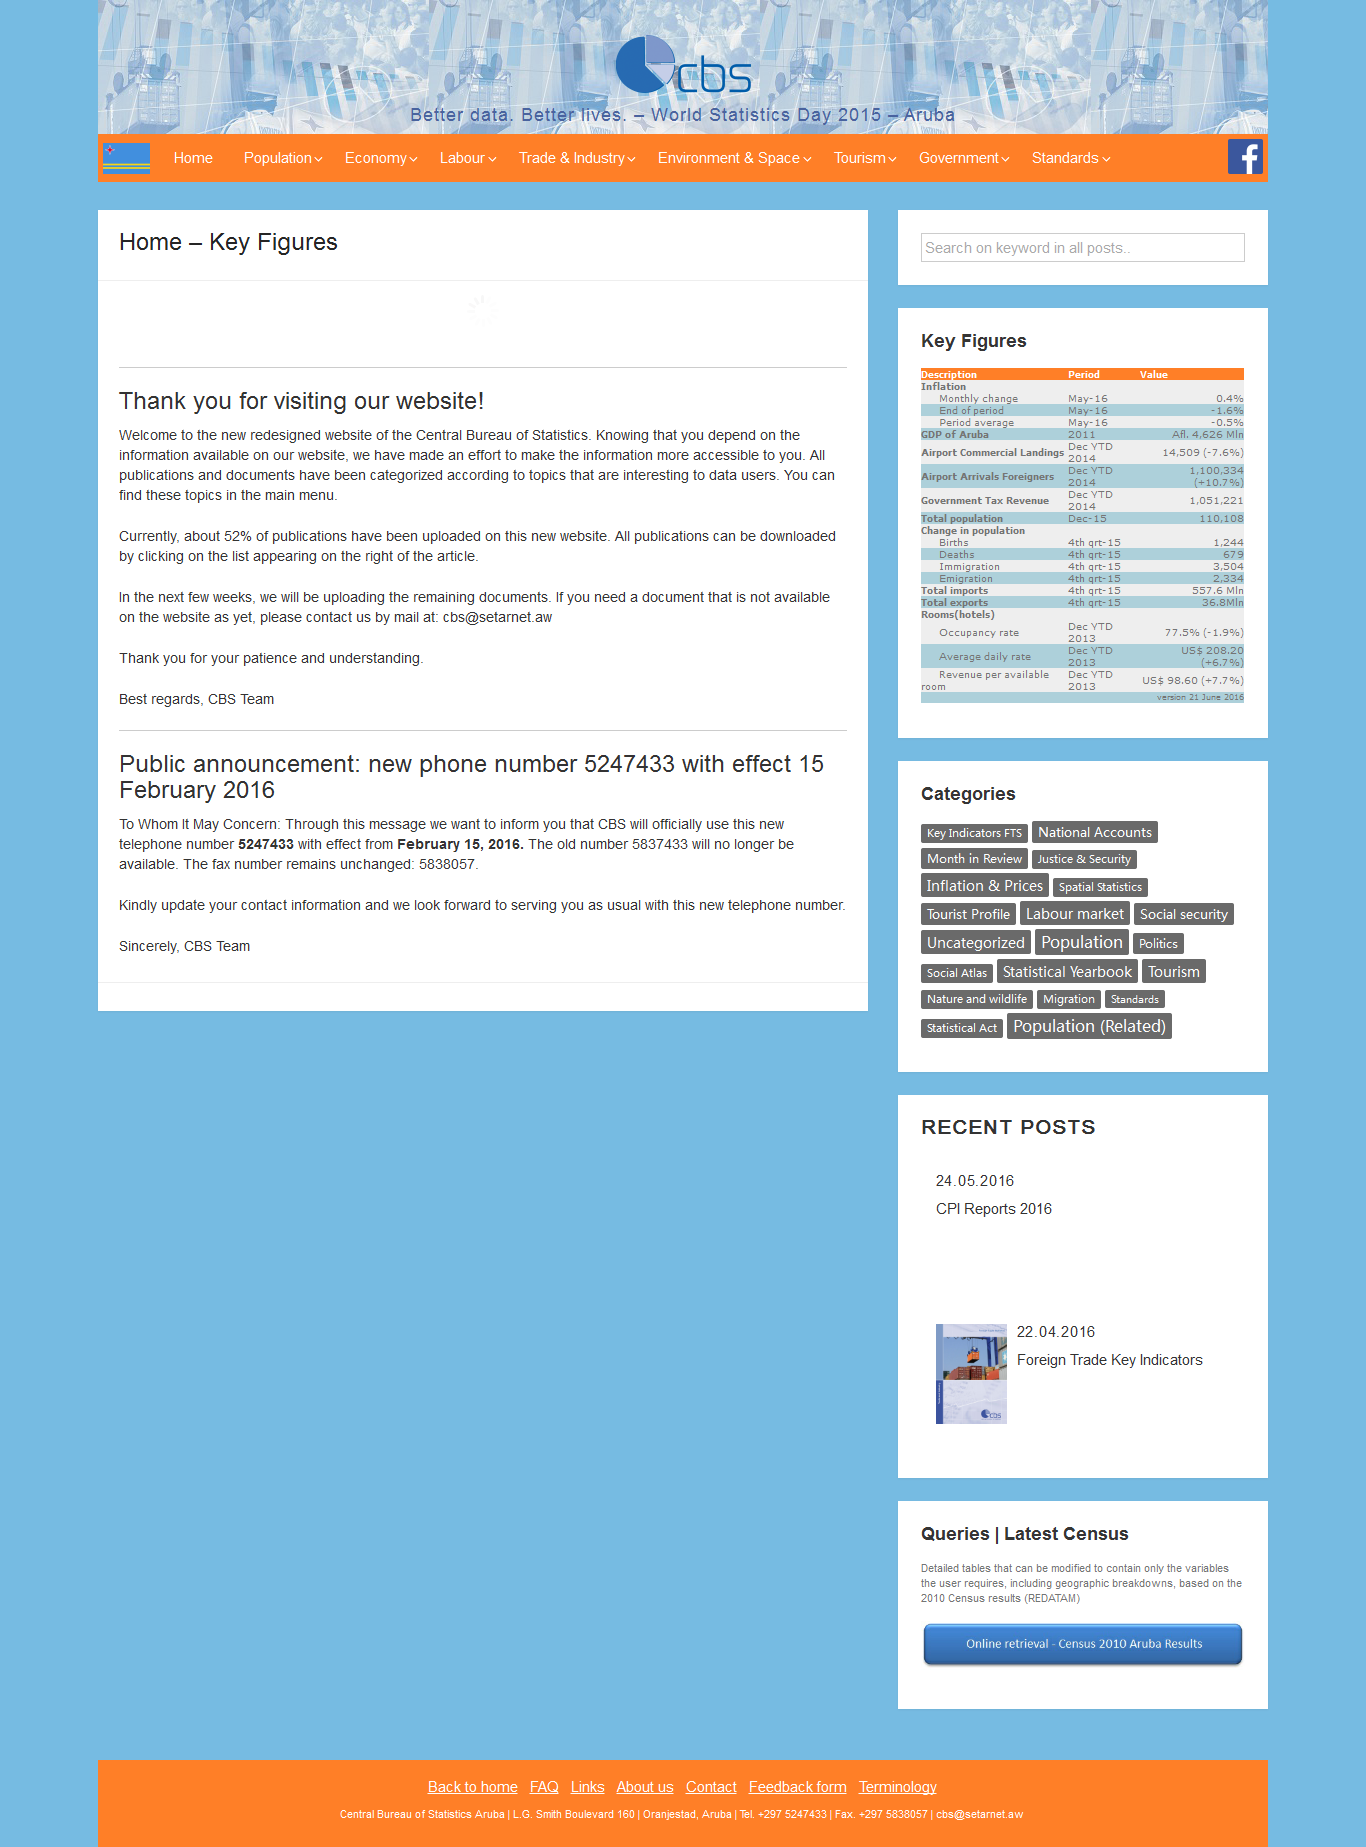 cbs
Better data. Better lives. – World Statistics Day 2015 – Aruba
Home Population Economy Labour Trade & Industry Environment & Space Tourism Government Standards
Home – Key Figures
Thank you for visiting our website!
Welcome to the new redesigned website of the Central Bureau of Statistics. Knowing that you depend on the
information available on our website, we have made an effort to make the information more accessible to you. All
publications and documents have been categorized according to topics that are interesting to data users. You can
find these topics in the main menu.
Currently, about 52% of publications have been uploaded on this new website. All publications can be downloaded
by clicking on the list appearing on the right of the article.
In the next few weeks, we will be uploading the remaining documents. If you need a document that is not available
on the website as yet, please contact us by mail at: cbs@setarnet.aw
Thank you for your patience and understanding.
Best regards, CBS Team
Public announcement: new phone number 5247433 with effect 15
February 2016
To Whom It May Concern: Through this message we want to inform you that CBS will officially use this new
telephone number 5247433 with effect from February 15, 2016. The old number 5837433 will no longer be
available. The fax number remains unchanged: 5838057.
Kindly update your contact information and we look forward to serving you as usual with this new telephone number.
Sincerely, CBS Team
Search on keyword in all posts..
Key Figures
Description Period Value
Inflation
Monthly change May-16 0.4%
End of period May-16 -1.6%
Period average May-16 -0.5%
GDP of Aruba 2011 Afl. 4,626 Mln
Airport Commercial Landings Dec YTD 2014 14,509 (-7.6%)
Airport Arrivals Foreigners Dec YTD 2014 1,100,334 (+10.7%)
Government Tax Revenue Dec YTD 2014 1,051,221
Total population Dec-15 110,108
Change in population
Births 4th qrt-15 1,244
Deaths 4th qrt-15 679
Immigration 4th qrt-15 3,504
Emigration 4th qrt-15 2,334
Total imports 4th qrt-15 557.6 Mln
Total exports 4th qrt-15 36.8Mln
Rooms(hotels)
Occupancy rate Dec YTD 2013 77.5% (-1.9%)
Average daily rate Dec YTD 2013 US$ 208.20 (+6.7%)
Revenue per available room Dec YTD 2013 US$ 98.60 (+7.7%)
version 21 June 2016
Categories
Key Indicators FTS National Accounts
Month in Review Justice & Security
Inflation & Prices Spatial Statistics
Tourist Profile Labour market Social security
Uncategorized Population Politics
Social Atlas Statistical Yearbook Tourism
Nature and wildlife Migration Standards
Statistical Act Population (Related)
RECENT POSTS
24.05.2016
CPI Reports 2016
22.04.2016
Foreign Trade Key Indicators
cbs
Queries | Latest Census
Detailed tables that can be modified to contain only the variables
the user requires, including geographic breakdowns, based on the
2010 Census results (REDATAM)
Online retrieval - Census 2010 Aruba Results
Back to home FAQ Links About us Contact Feedback form Terminology
Central Bureau of Statistics Aruba | L.G. Smith Boulevard 160 | Oranjestad, Aruba | Tel. +297 5247433 | Fax. +297 5838057 | cbs@setarnet.aw